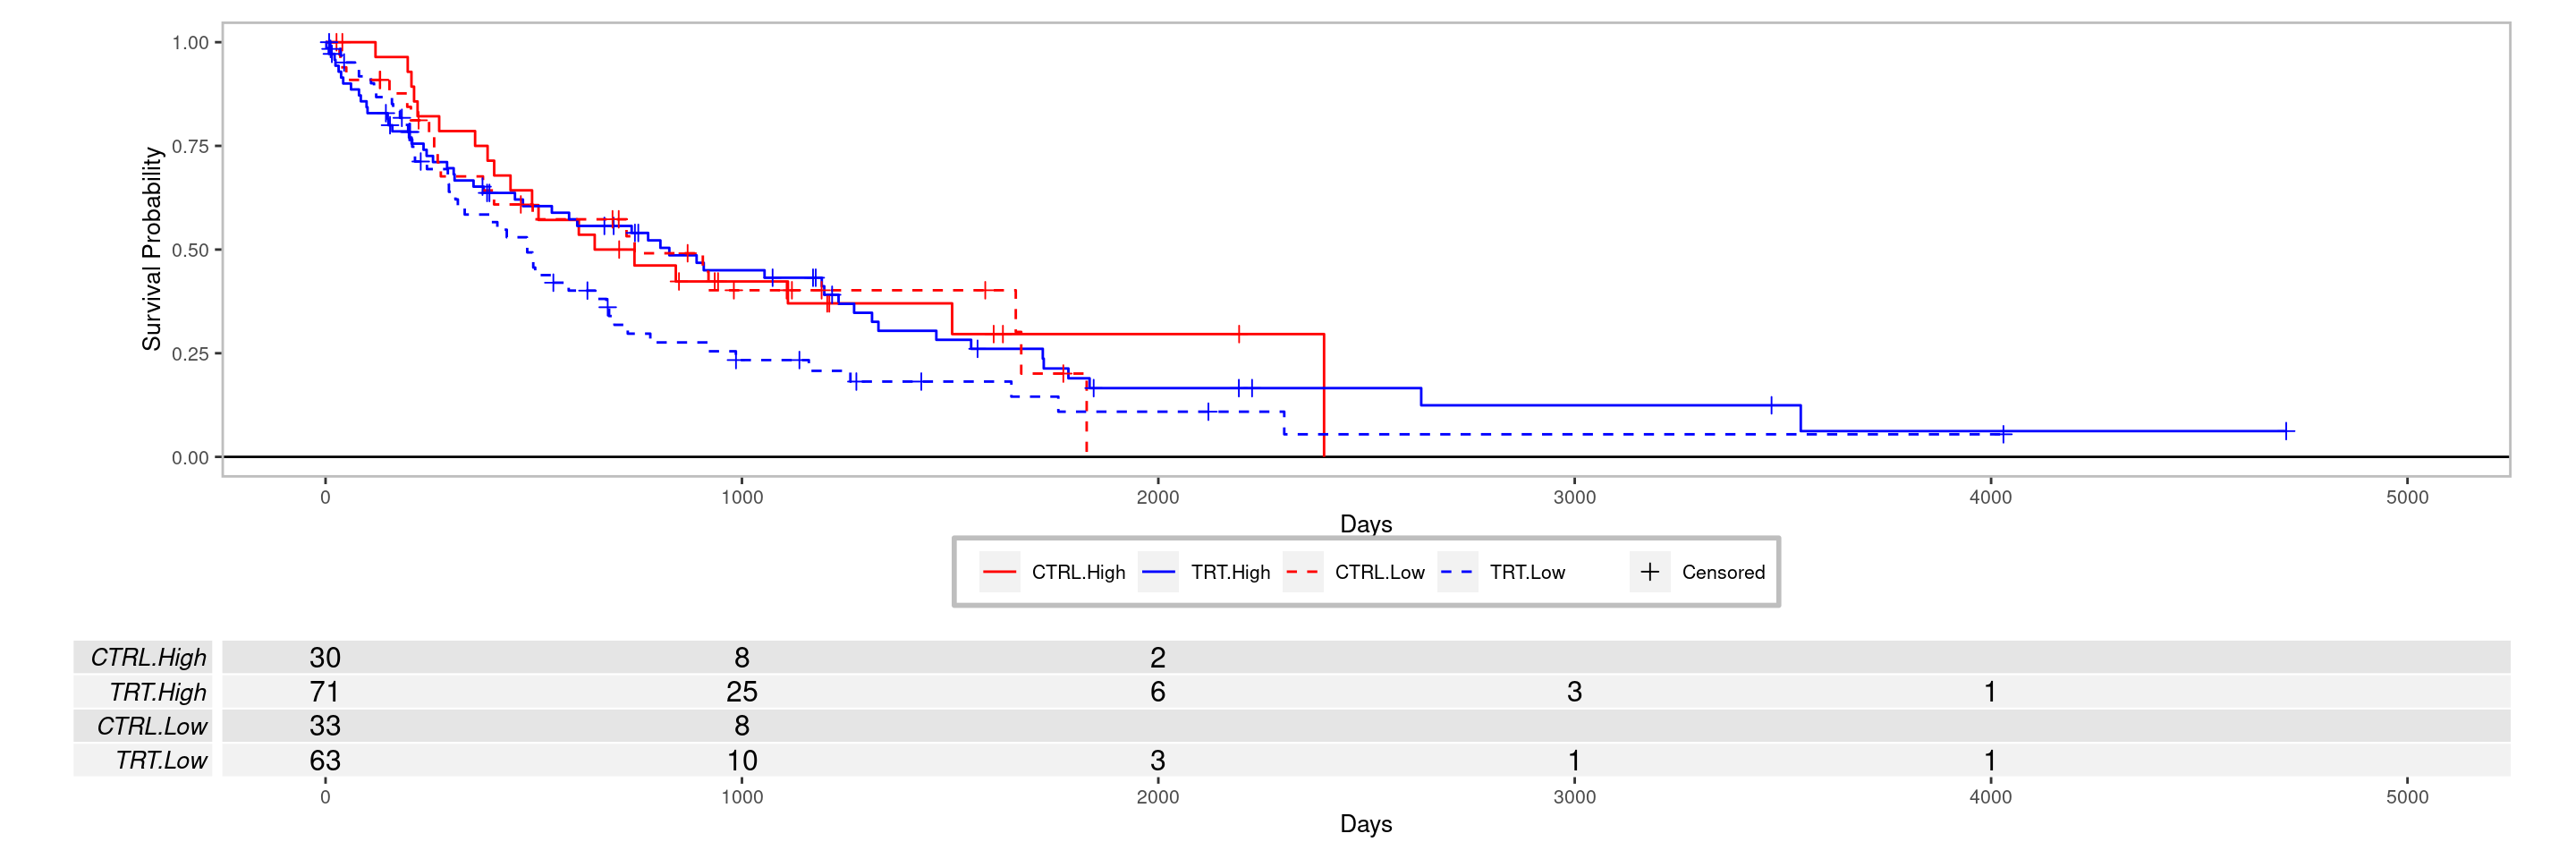 1.00
0.75
0.50
0.25
0.00
Survival Probability
0 1000 2000 3000 4000 5000
Days
CTRL.High TRT.High CTRL.Low TRT.Low Censored
CTRL.High 30 8 2
TRT.High 71 25 6 3 1
CTRL.Low 33 8
TRT.Low 63 10 3 1 1
0 1000 2000 3000 4000 5000
Days